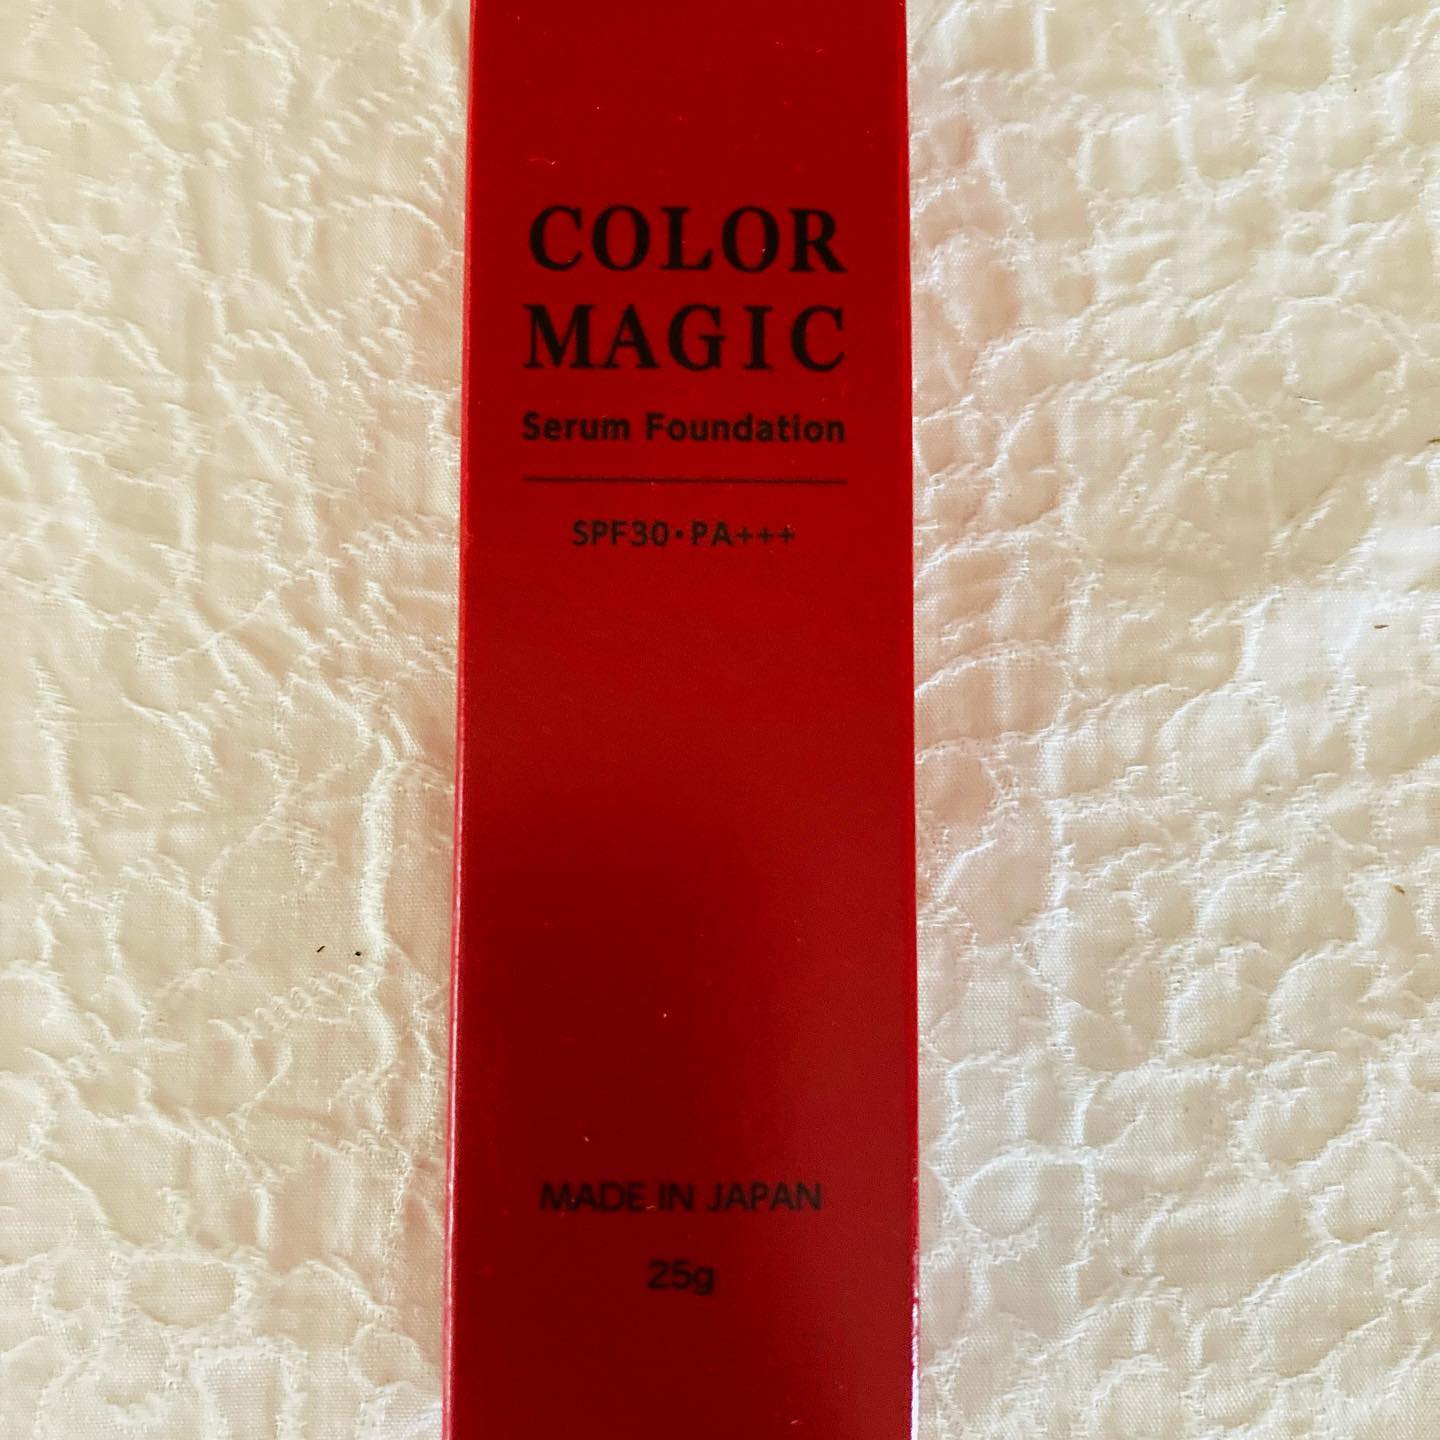 COLOR
MAGIC
Serum Foundation
SPF30・PA+++
MADE IN JAPAN
25g